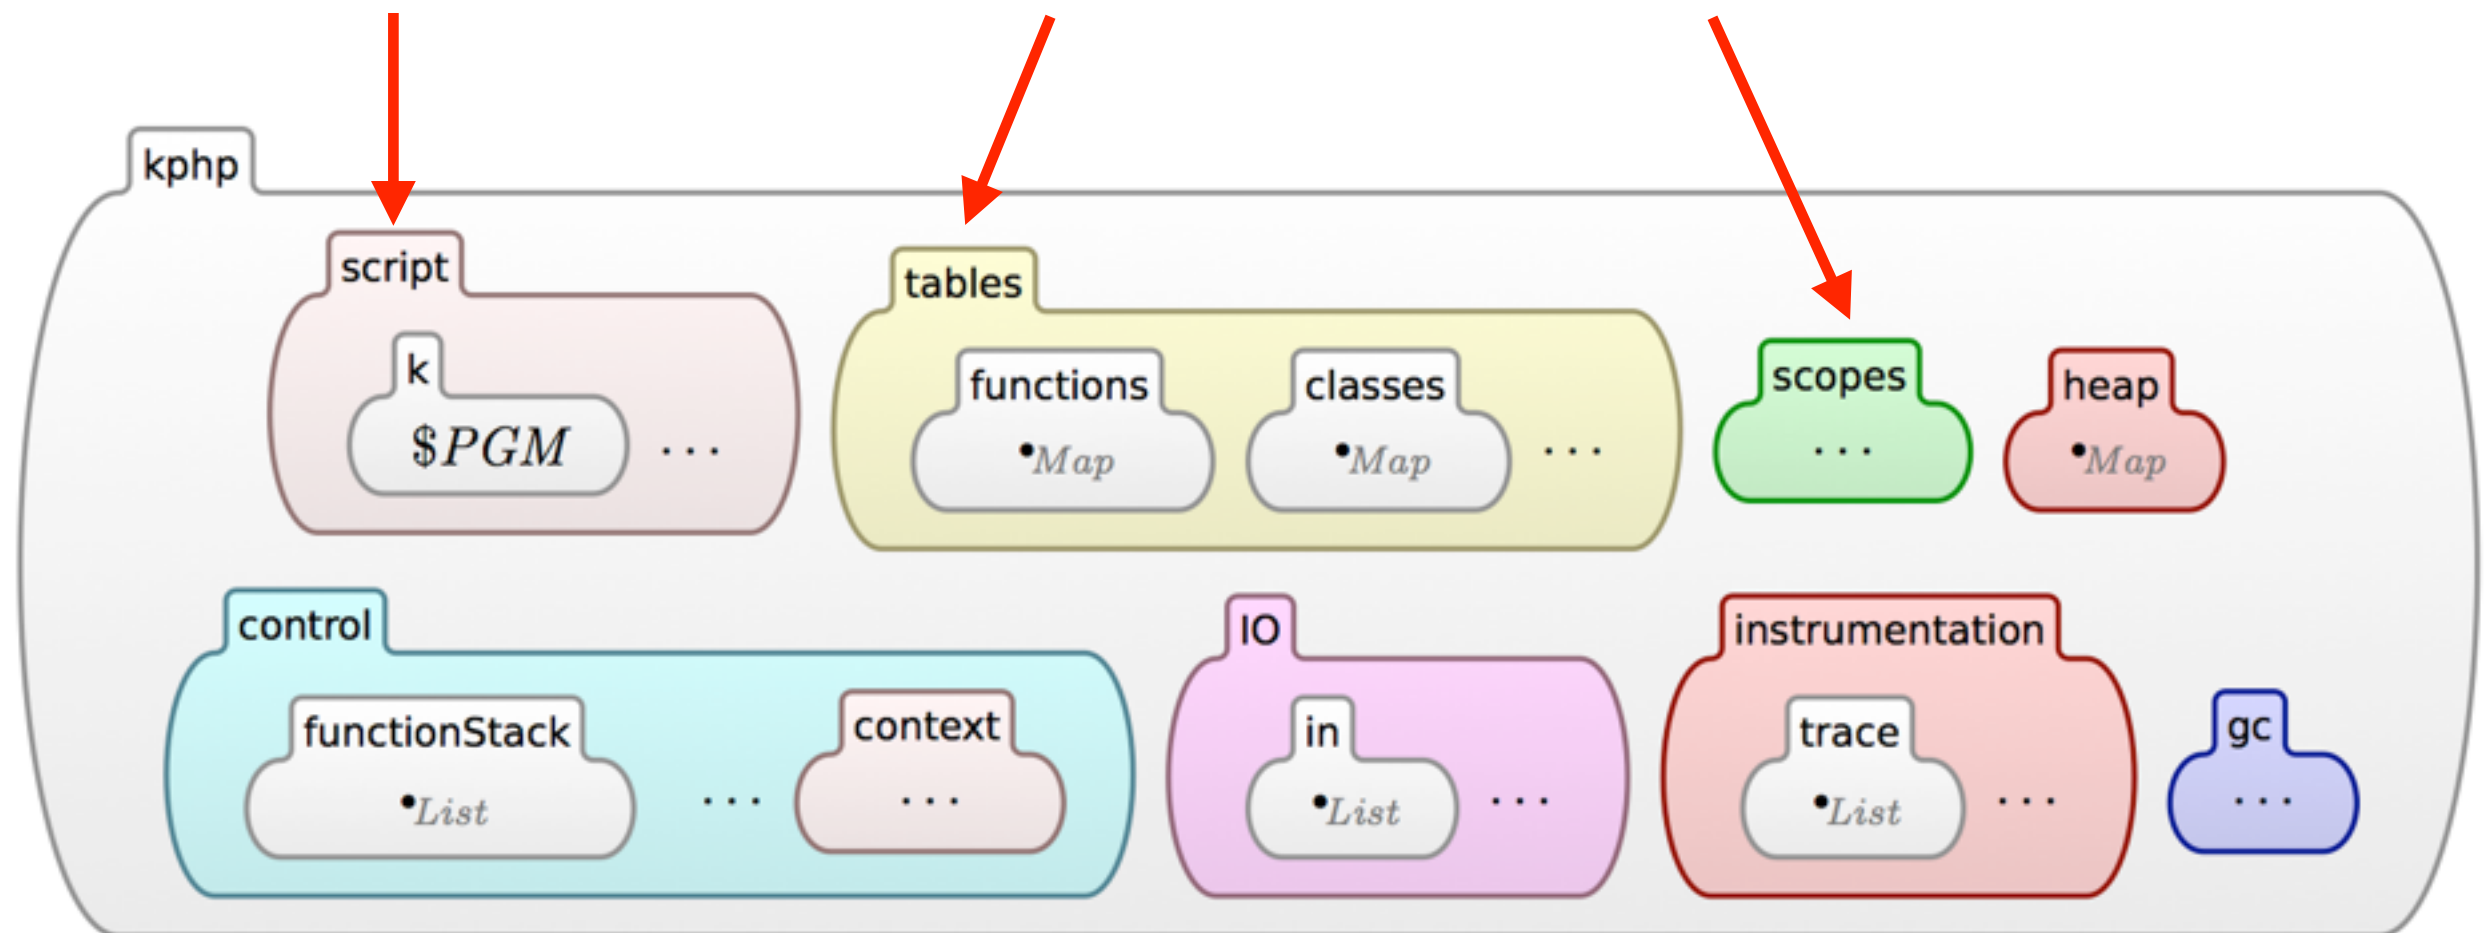 kphp
script
k
$PGM
...
tables
functions
•Map
classes
•Map
...
scopes
...
heap
•Map
control
functionStack
•List
...
context
...
IO
in
•List
...
instrumentation
trace
•List
...
gc
...